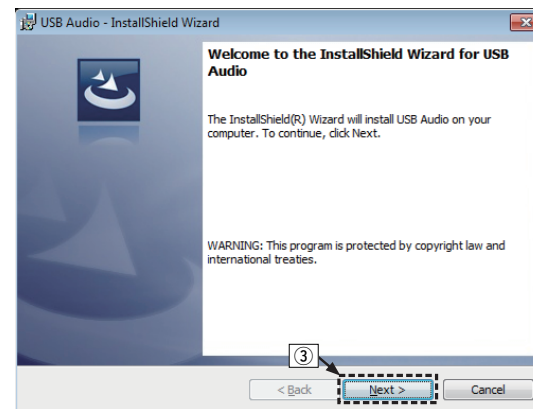 USB Audio - InstallShield Wizard
Welcome to the InstallShield Wizard for USB
Audio
The InstallShield(R) Wizard will install USB Audio on your
computer. To continue, click Next.
WARNING: This program is protected by copyright law and
international treaties.
③
< Back Next > Cancel